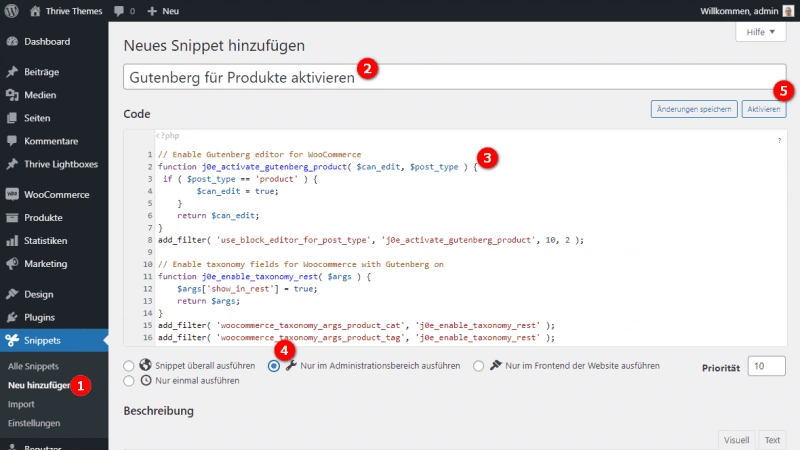 Thrive Themes 0 + Neu Willkommen, admin
Hilfe ▼
Dashboard
Beiträge
Medien
Seiten
Kommentare
Thrive Lightboxes
WooCommerce
Produkte
Statistiken
Marketing
Design
Plugins
Snippets
Alle Snippets
Neu hinzufügen 1
Import
Einstellungen
Benutzer
Neues Snippet hinzufügen
Gutenberg für Produkte aktivieren 2
5
Code
Änderungen speichern Aktivieren
<?php
?
1 // Enable Gutenberg editor for WooCommerce
2 function j0e_activate_gutenberg_product( $can_edit, $post_type ) { 3
3 if ( $post_type == 'product' ) {
4 $can_edit = true;
5 }
6 return $can_edit;
7 }
8 add_filter( 'use_block_editor_for_post_type', 'j0e_activate_gutenberg_product', 10, 2 );
9
10 // Enable taxonomy fields for Woocommerce with Gutenberg on
11 function j0e_enable_taxonomy_rest( $args ) {
12 $args['show_in_rest'] = true;
13 return $args;
14 }
15 add_filter( 'woocommerce_taxonomy_args_product_cat', 'j0e_enable_taxonomy_rest' );
16 add_filter( 'woocommerce_taxonomy_args_product_tag', 'j0e_enable_taxonomy_rest' );
4
Snippet überall ausführen Nur im Administrationsbereich ausführen Nur im Frontend der Website ausführen
Nur einmal ausführen
Priorität 10
Beschreibung
Visuell Text